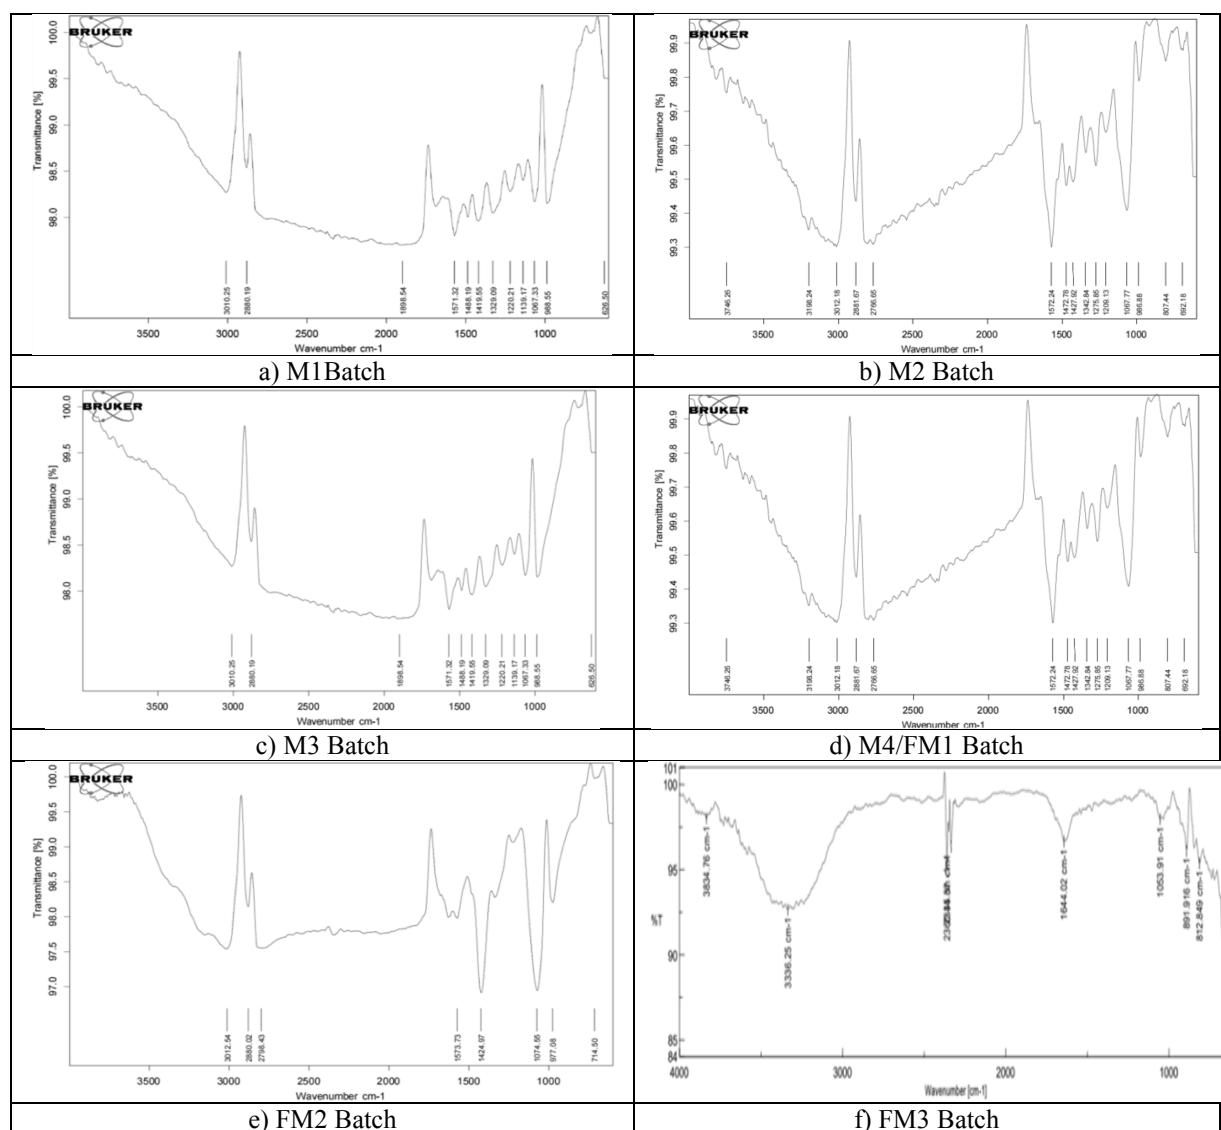 BRUKER
Transmittance [%]
100.0
99.5
99.0
98.5
98.0
3010.25
2880.19
1898.54
1571.32
1488.19
1419.55
1329.09
1220.21
1139.17
1067.33
988.55
626.50
3500 3000 2500 2000 1500 1000
Wavenumber cm-1
a) M1Batch
BRUKER
Transmittance [%]
99.9
99.8
99.7
99.6
99.5
99.4
99.3
3746.26
3198.24
3012.18
2881.67
2766.65
1572.24
1472.78
1427.92
1342.84
1275.85
1209.13
1067.77
986.88
807.44
692.18
3500 3000 2500 2000 1500 1000
Wavenumber cm-1
b) M2 Batch
BRUKER
Transmittance [%]
100.0
99.5
99.0
98.5
98.0
3010.25
2880.19
1898.54
1571.32
1488.19
1419.55
1329.09
1220.21
1139.17
1067.33
988.55
626.50
3500 3000 2500 2000 1500 1000
Wavenumber cm-1
c) M3 Batch
BRUKER
Transmittance [%]
99.9
99.8
99.7
99.6
99.5
99.4
99.3
3746.26
3198.24
3012.18
2881.67
2766.65
1572.24
1472.78
1427.92
1342.84
1275.85
1209.13
1067.77
986.88
807.44
692.18
3500 3000 2500 2000 1500 1000
Wavenumber cm-1
d) M4/FM1 Batch
BRUKER
Transmittance [%]
100.0
99.5
99.0
98.5
98.0
97.5
97.0
3012.54
2880.02
2798.43
1573.73
1424.97
1074.55
977.08
714.50
3500 3000 2500 2000 1500 1000
Wavenumber cm-1
e) FM2 Batch
101
100
95
%T
90
85
84
3834.76 cm-1
3336.25 cm-1
1644.02 cm-1
1053.91 cm-1
891.916 cm-1
812.849 cm-1
4000 3000 2000 1000
Wavenumber [cm-1]
f) FM3 Batch